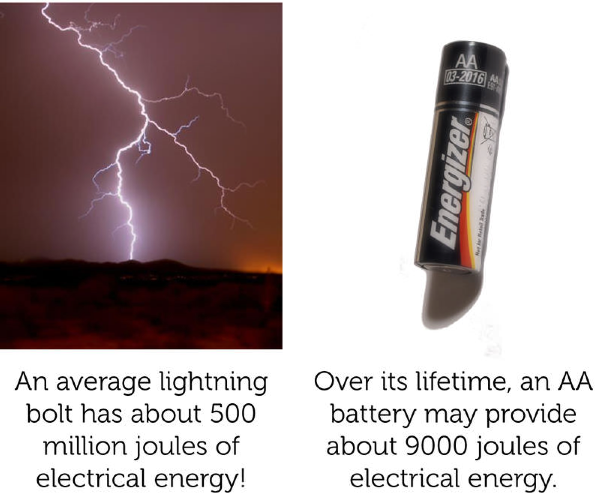 AA
03-2016
Energizer®
An average lightning
bolt has about 500
million joules of
electrical energy!
Over its lifetime, an AA
battery may provide
about 9000 joules of
electrical energy.